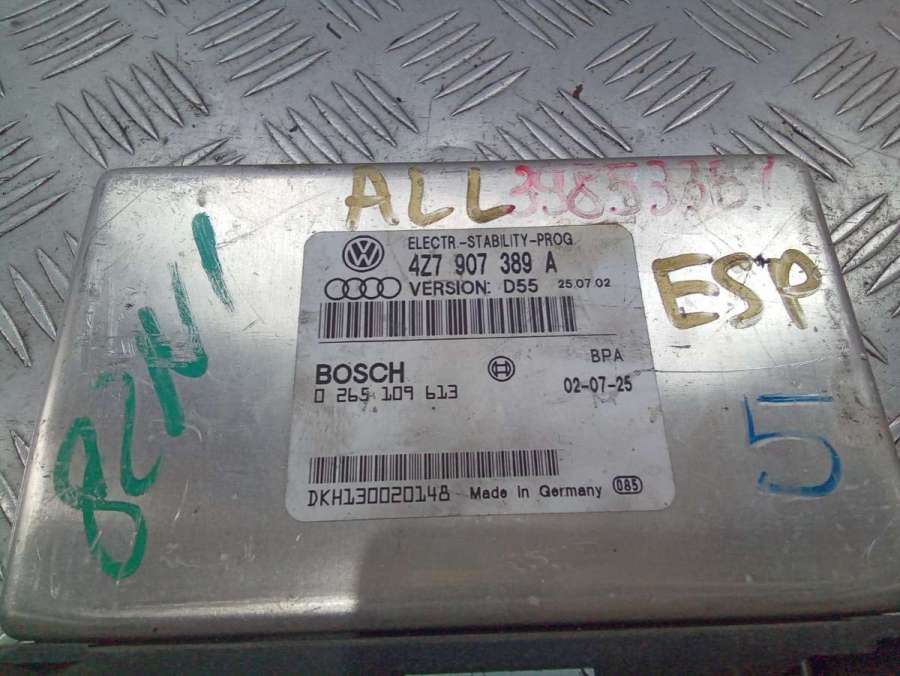 ALL
ELECTR.-STABILITY-PROG
4Z7 907 389 A
VERSION: D55 25.07.02
ESP
BOSCH
BPA
0 265 109 613
02-07-25
5
DKH130020148 Made in Germany 085